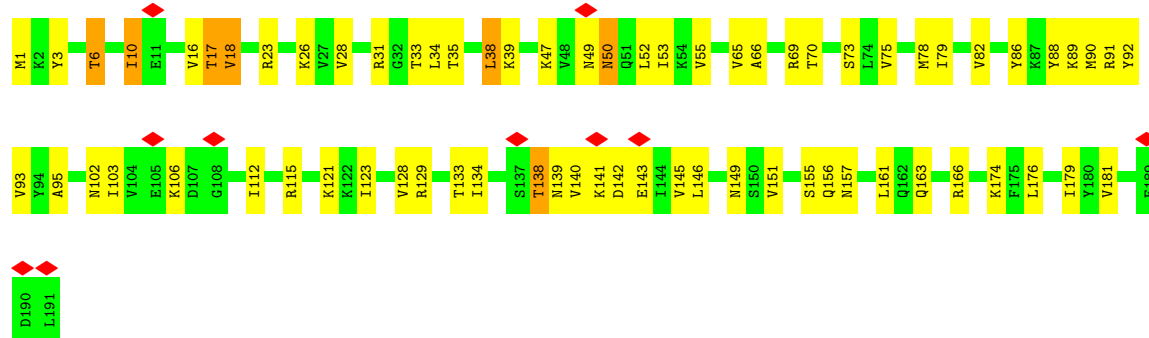 M1 K2 Y3 T6 I10 E11 V16 T17 V18 R23 K26 V27 V28 R31 G32 T33 L34 T35 L38 K39 K47 V48 N49 N50 Q51 L52 I53 K54 V55 V65 A66 R69 T70 S73 L74 V75 M78 I79 V82 Y86 K87 Y88 K89 M90 R91 Y92
V93 Y94 A95 N102 I103 V104 E105 K106 D107 G108 I112 R115 K121 K122 I123 V128 R129 T133 I134 S137 T138 N139 V140 K141 D142 E143 I144 V145 L146 N149 S150 V151 S155 Q156 N157 L161 Q162 Q163 R166 K174 F175 L176 I179 Y180 V181
D190 L191